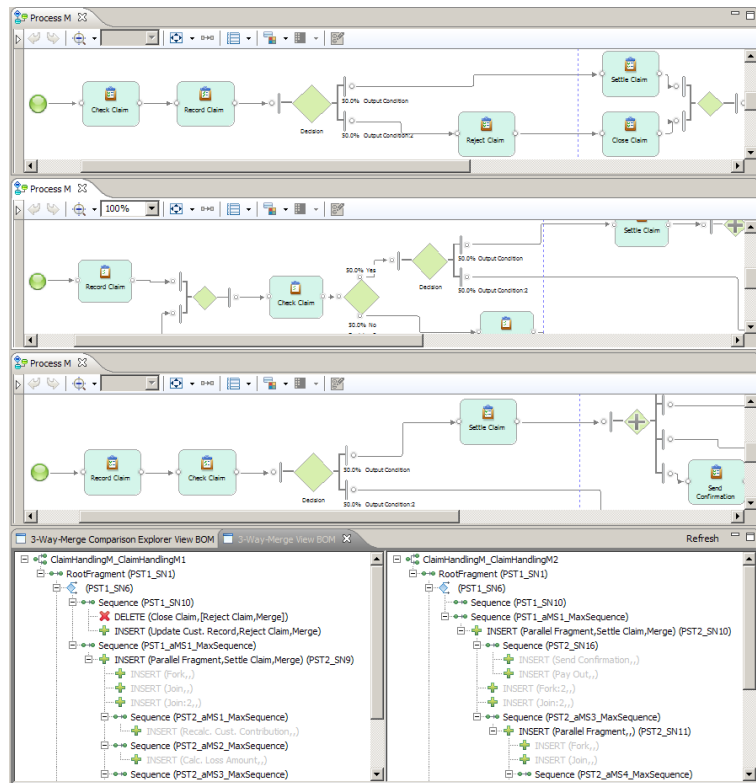 Process M
Check Claim
Record Claim
Decision
50.0% Output Condition
50.0% Output Condition:2
Reject Claim
Settle Claim
Close Claim
Process M
100%
Record Claim
Check Claim
50.0% Yes
50.0% No
Decision
50.0% Output Condition
50.0% Output Condition:2
Settle Claim
Process M
Record Claim
Check Claim
Decision
50.0% Output Condition
50.0% Output Condition:2
Settle Claim
Send Confirmation
3-Way-Merge Comparison Explorer View BOM
3-Way-Merge View BOM
Refresh
ClaimHandlingM_ClaimHandlingM1
RootFragment (PST1_SN1)
(PST1_SN6)
Sequence (PST1_SN10)
DELETE (Close Claim,[Reject Claim,Merge])
INSERT (Update Cust. Record,Reject Claim,Merge)
Sequence (PST1_aMS1_MaxSequence)
INSERT (Parallel Fragment,Settle Claim,Merge) (PST2_SN9)
INSERT (Fork,,)
INSERT (Join,,)
INSERT (Join:2,,)
Sequence (PST2_aMS1_MaxSequence)
INSERT (Recalc. Cust. Contribution,,)
Sequence (PST2_aMS2_MaxSequence)
INSERT (Calc. Loss Amount,,)
Sequence (PST2_aMS3_MaxSequence)
ClaimHandlingM_ClaimHandlingM2
RootFragment (PST1_SN1)
(PST1_SN6)
Sequence (PST1_SN10)
Sequence (PST1_aMS1_MaxSequence)
INSERT (Parallel Fragment,Settle Claim,Merge) (PST2_SN10)
Sequence (PST2_SN16)
INSERT (Send Confirmation,,)
INSERT (Pay Out,,)
INSERT (Fork:2,,)
INSERT (Join:2,,)
Sequence (PST2_aMS3_MaxSequence)
INSERT (Parallel Fragment,,) (PST2_SN11)
INSERT (Fork,,)
INSERT (Join,,)
Sequence (PST2_aMS4_MaxSequence)